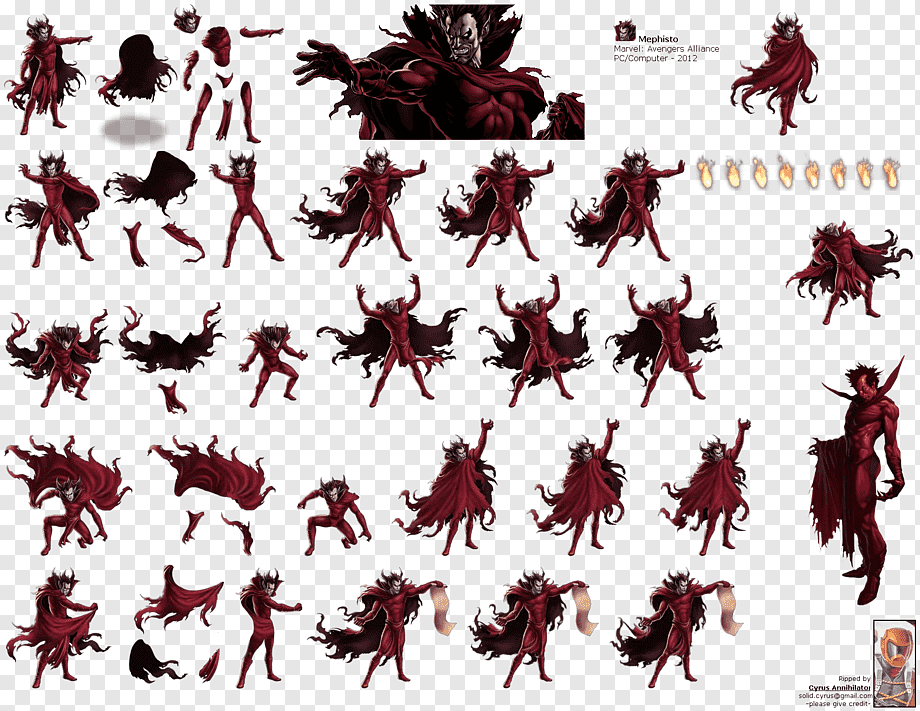 Mephisto
Marvel: Avengers Alliance
PC/Computer - 2012
Ripped by
Cyrus Annihilator
solid.cyrus@gmail.com
~please give credit~